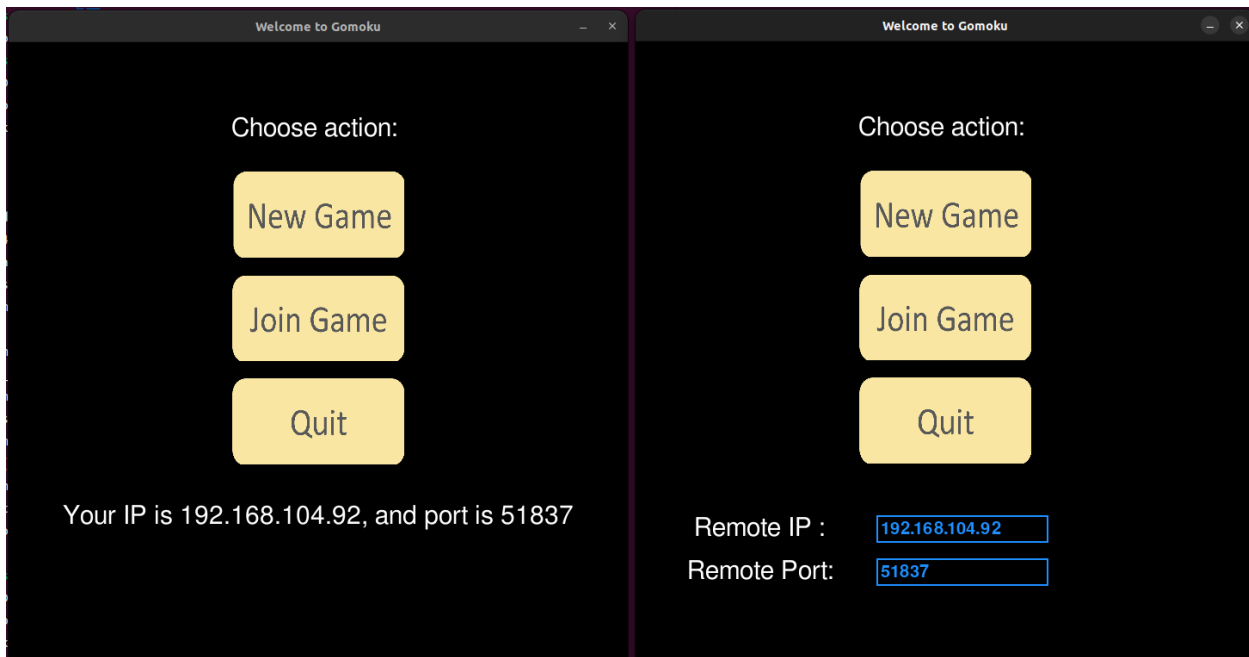 Welcome to Gomoku
Choose action:
New Game
Join Game
Quit
Your IP is 192.168.104.92, and port is 51837
Welcome to Gomoku
Choose action:
New Game
Join Game
Quit
Remote IP : 192.168.104.92
Remote Port: 51837